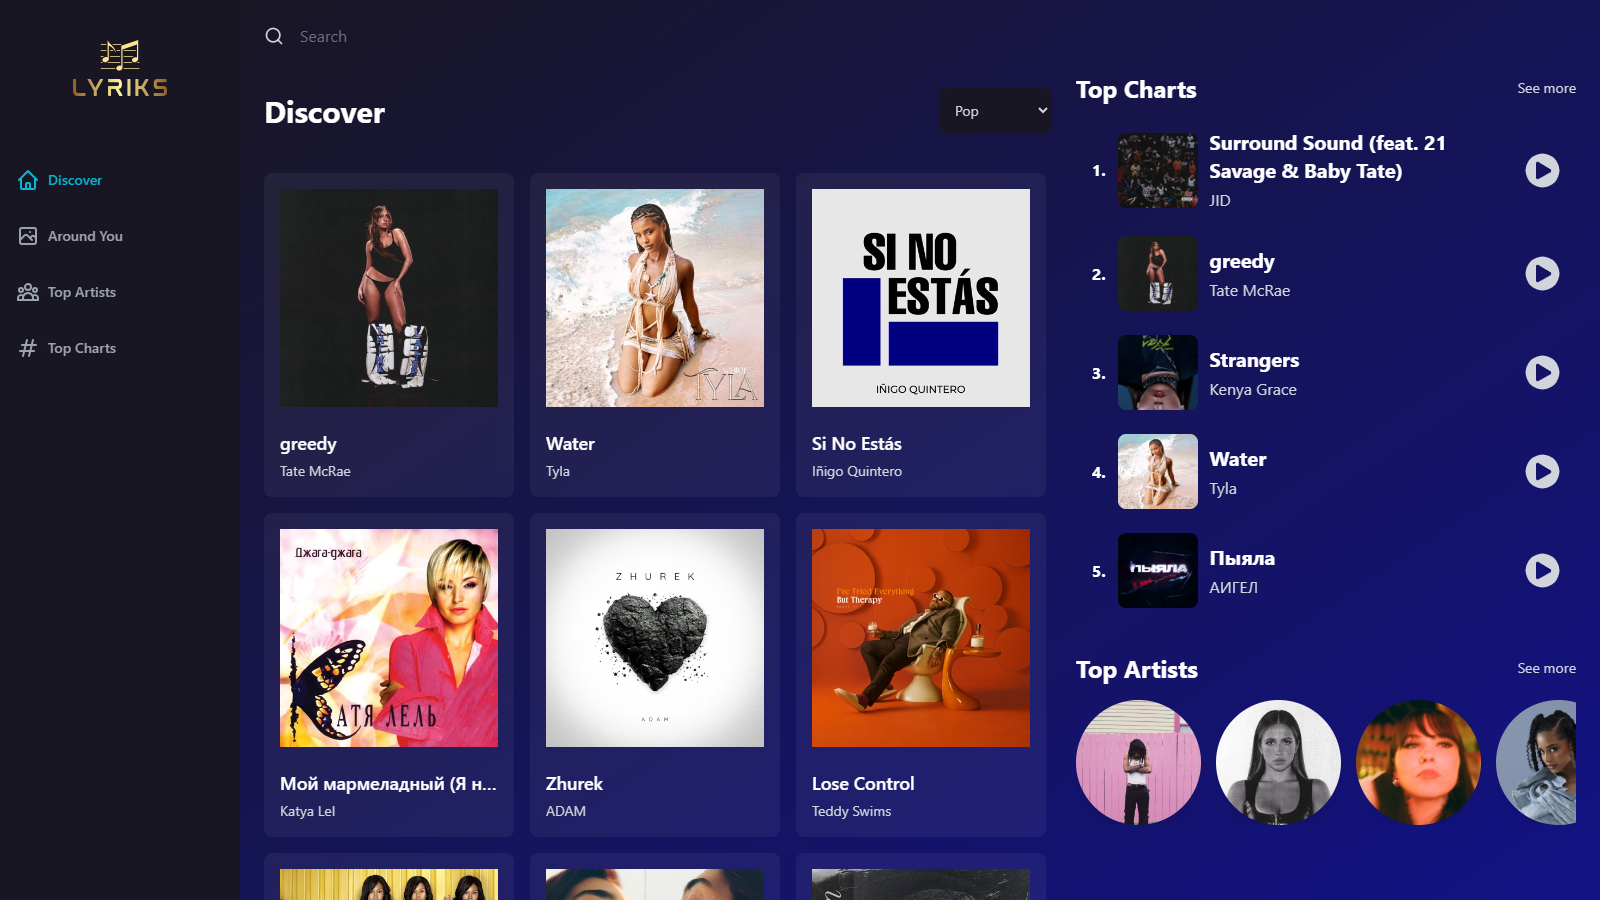 LYRIKS
Discover
Around You
Top Artists
Top Charts
Search
Discover
Pop
TYLA
SI NO
ESTÁS
IÑIGO QUINTERO
greedy
Tate McRae
Water
Tyla
Si No Estás
Iñigo Quintero
Джага-джага
КАТЯ ЛЕЛЬ
ZHUREK
ADAM
I've Tried Everything
But Therapy
Мой мармеладный (Я н...
Katya Lel
Zhurek
ADAM
Lose Control
Teddy Swims
Top Charts
See more
1.
Surround Sound (feat. 21
Savage & Baby Tate)
JID
2.
greedy
Tate McRae
3.
Strangers
Kenya Grace
4.
Water
Tyla
5.
ПЫЯЛА
Пыяла
АИГЕЛ
Top Artists
See more